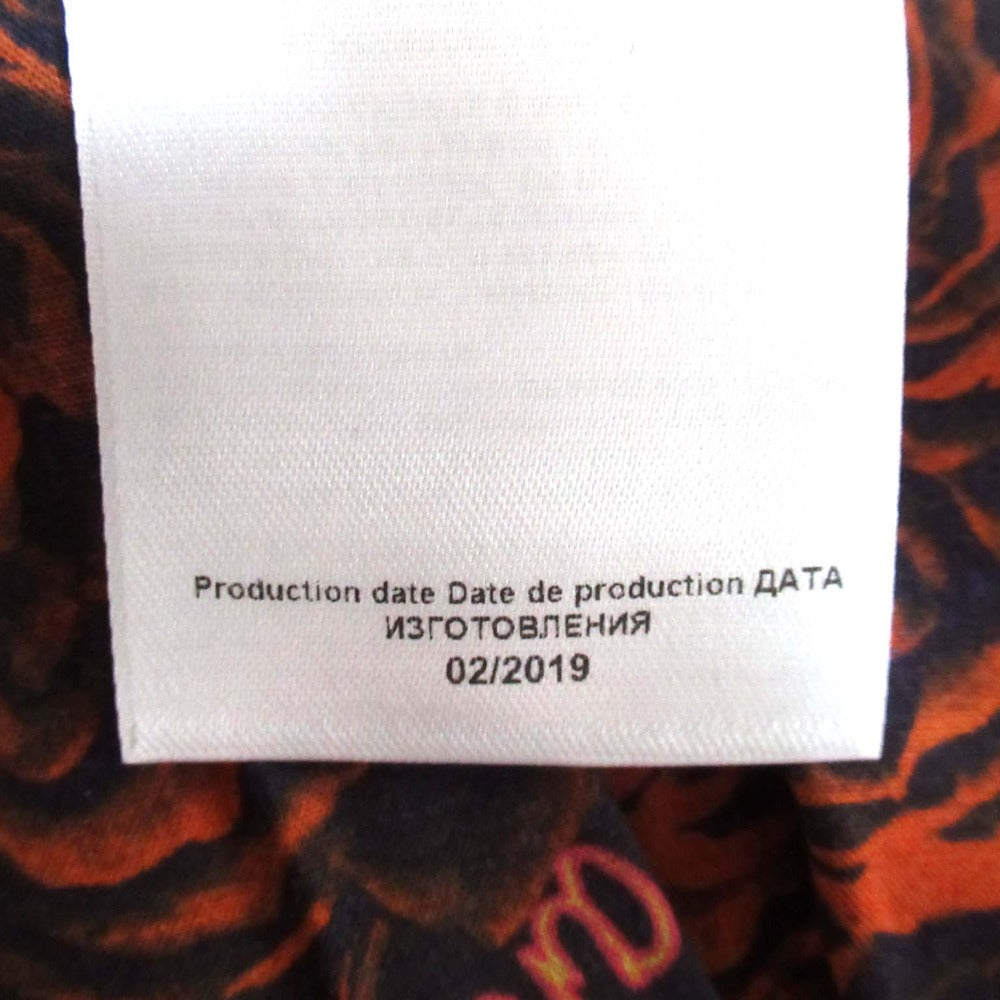 Production date Date de production ДАТА
ИЗГОТОВЛЕНИЯ
02/2019